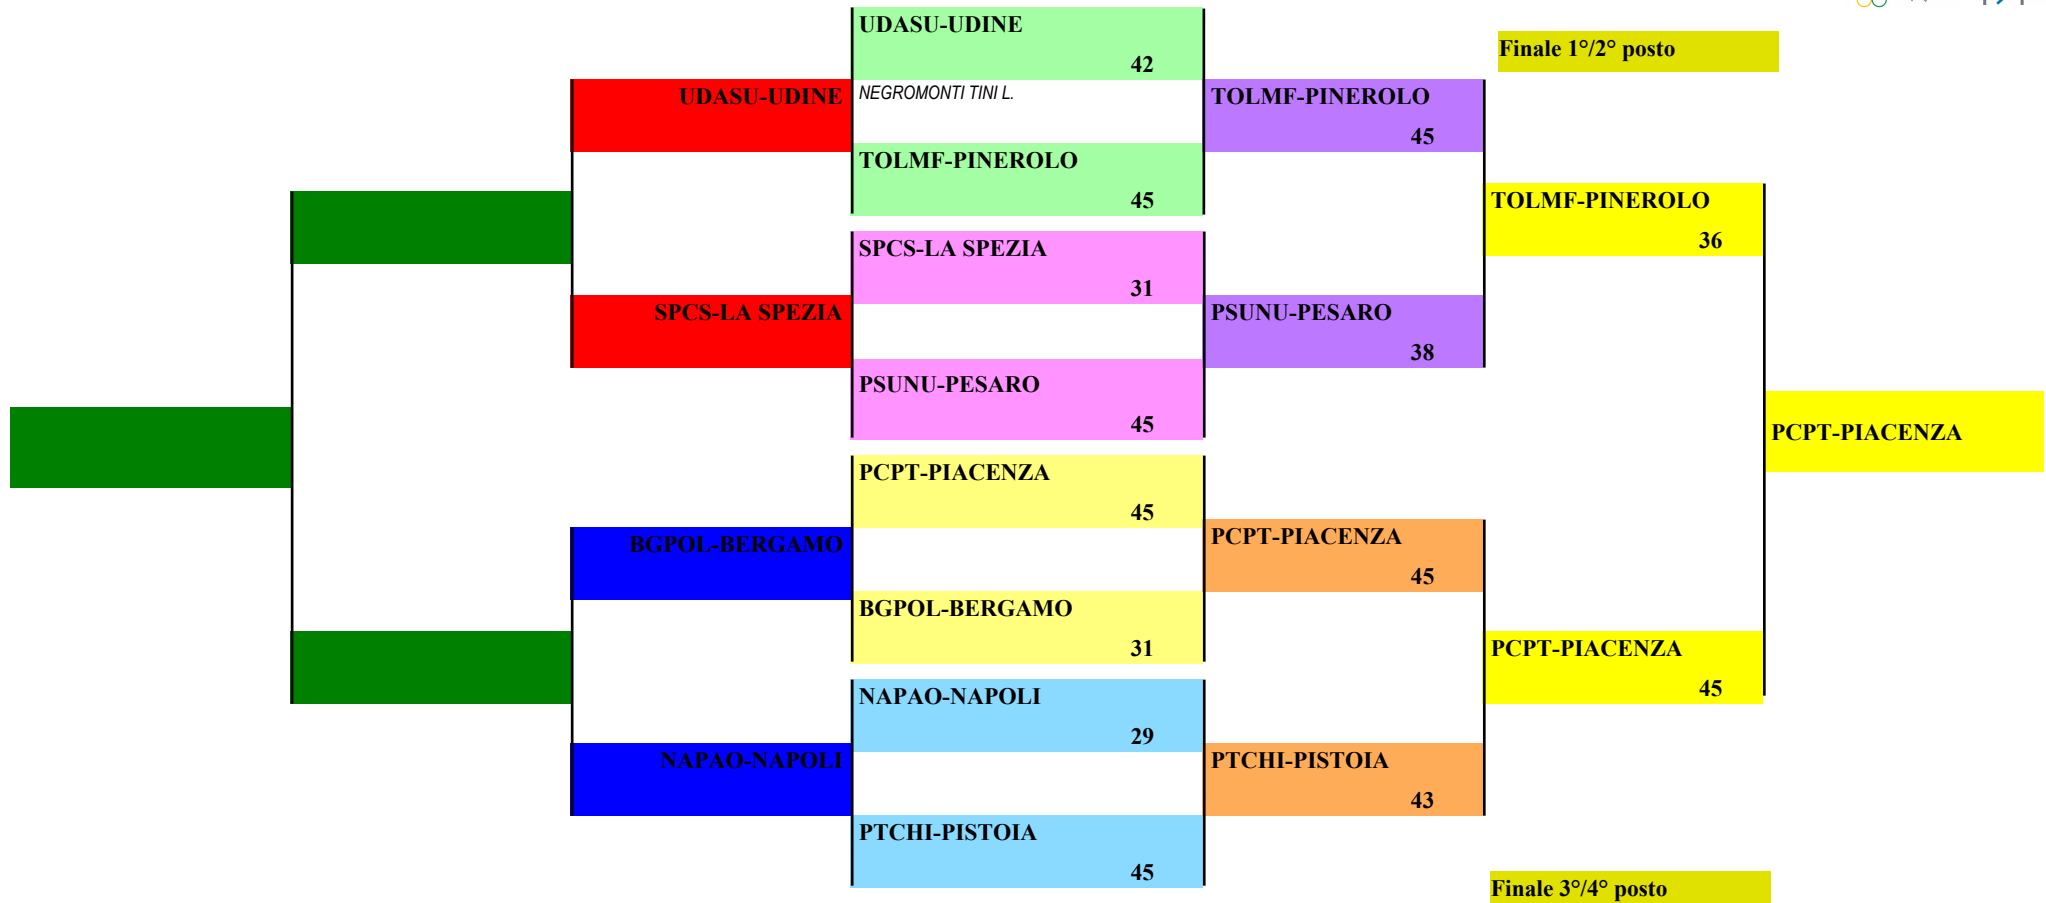 UDASU-UDINE
42
NEGROMONTI TINI L.
TOLMF-PINEROLO
45
SPCS-LA SPEZIA
31
PSUNU-PESARO
45
PCPT-PIACENZA
45
BGPOL-BERGAMO
31
NAPAO-NAPOLI
29
PTCHI-PISTOIA
45
UDASU-UDINE
SPCS-LA SPEZIA
BGPOL-BERGAMO
NAPAO-NAPOLI
TOLMF-PINEROLO
45
PSUNU-PESARO
38
PCPT-PIACENZA
45
PTCHI-PISTOIA
43
Finale 1°/2° posto
TOLMF-PINEROLO
36
PCPT-PIACENZA
45
PCPT-PIACENZA
Finale 3°/4° posto